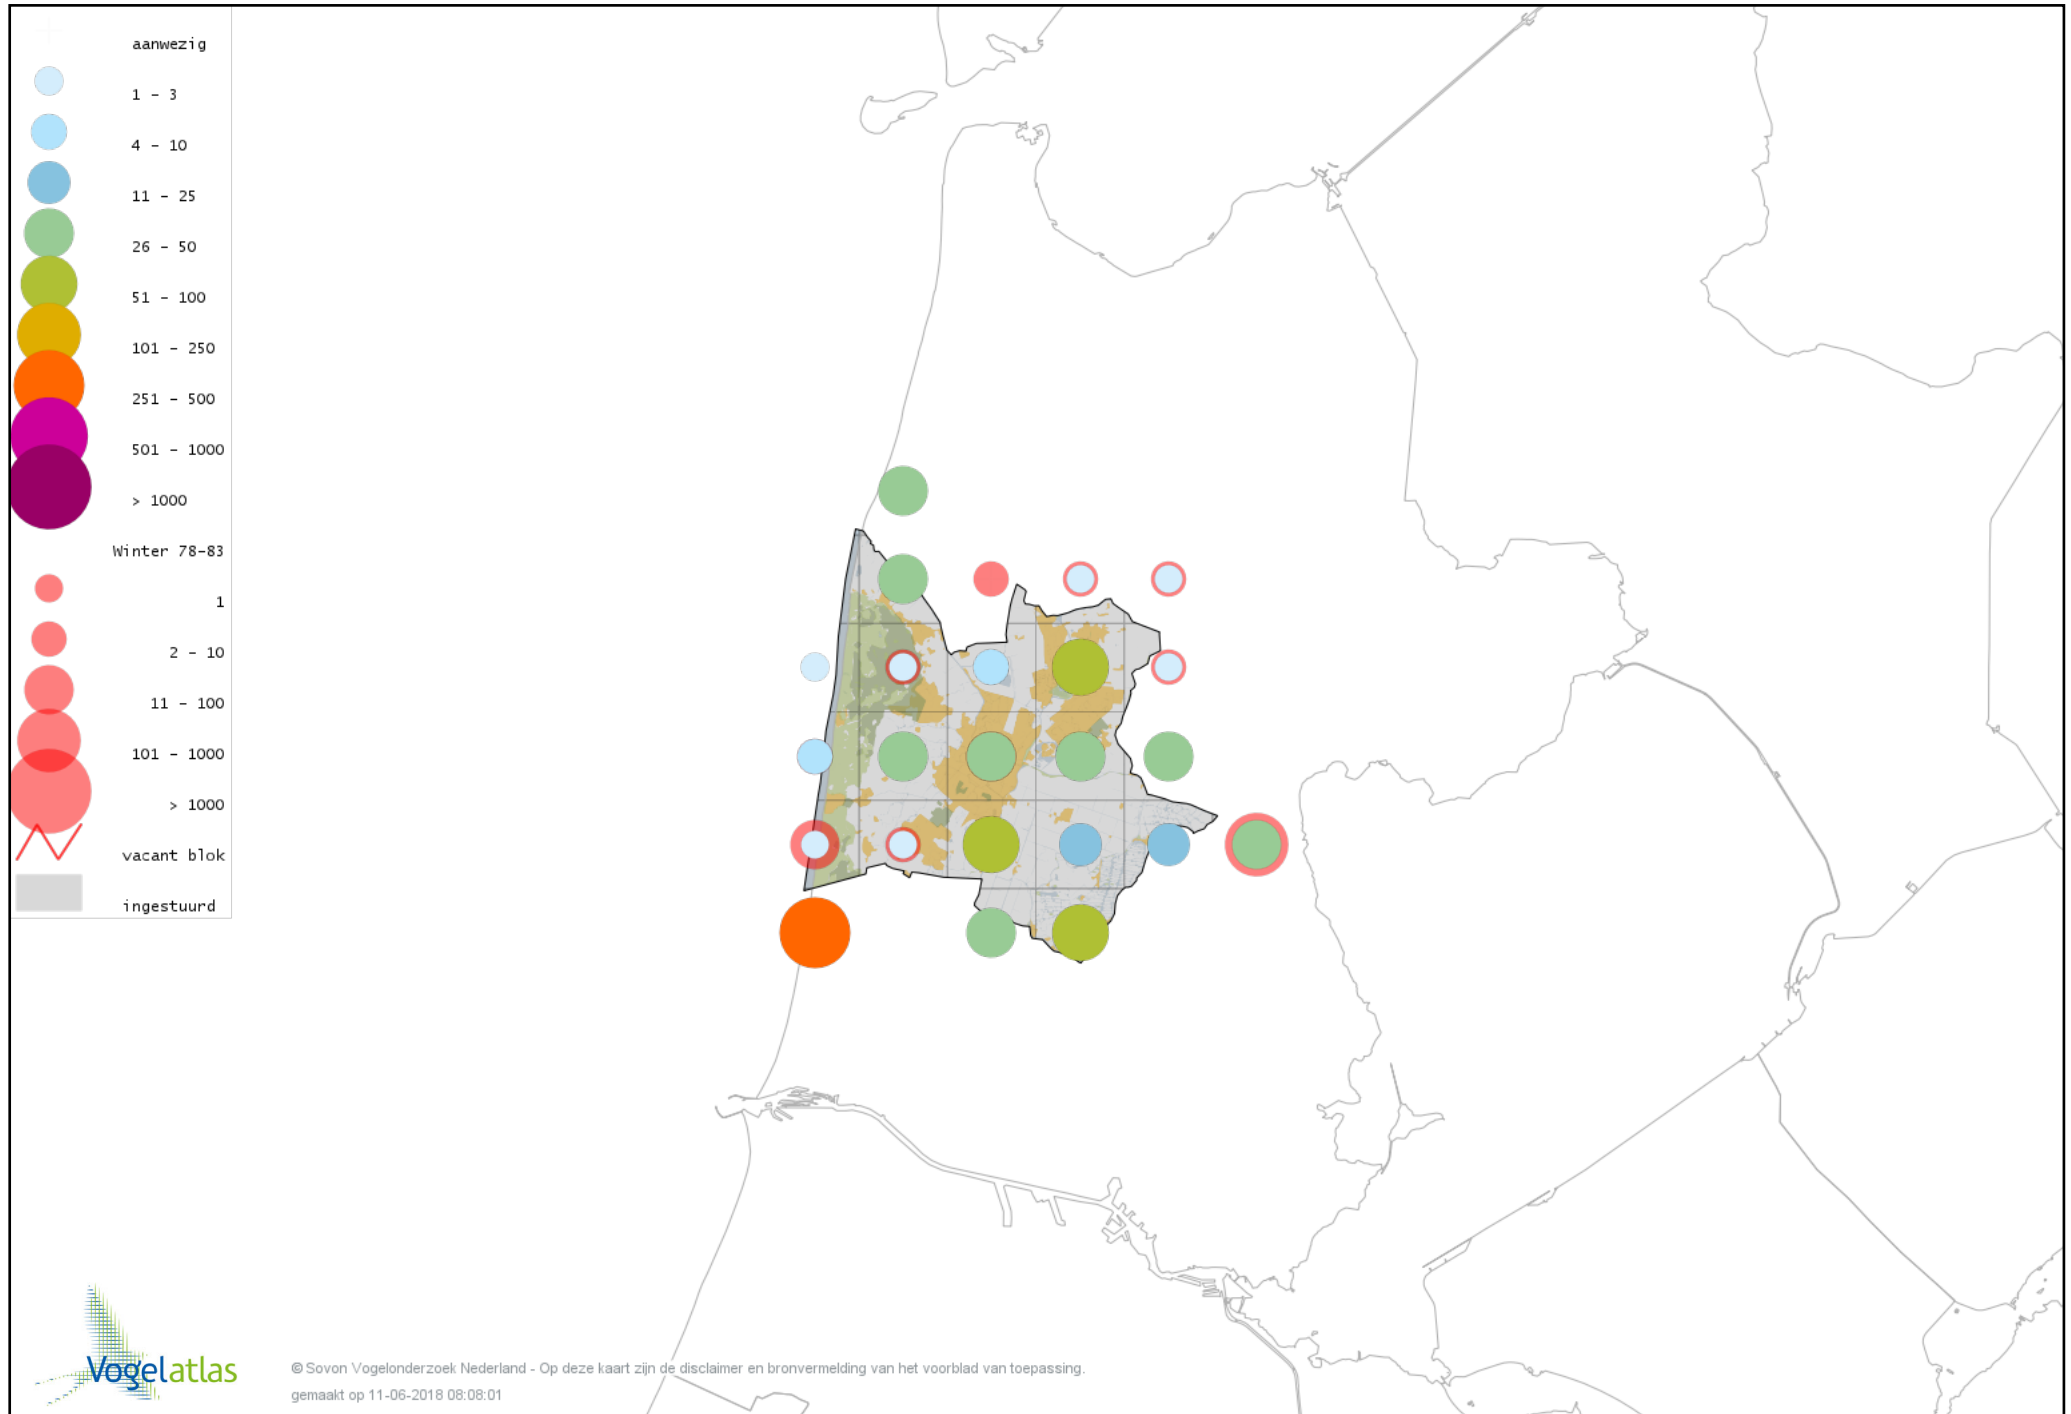 aanwezig
1 - 3
4 - 10
11 - 25
26 - 50
51 - 100
101 - 250
251 - 500
501 - 1000
> 1000
Winter 78-83
1
2 - 10
11 - 100
101 - 1000
> 1000
vacant blok
ingestuurd
Vogelatlas
© Sovon Vogelonderzoek Nederland - Op deze kaart zijn de disclaimer en bronvermelding van het voorblad van toepassing.
gemaakt op 11-06-2018 08:08:01